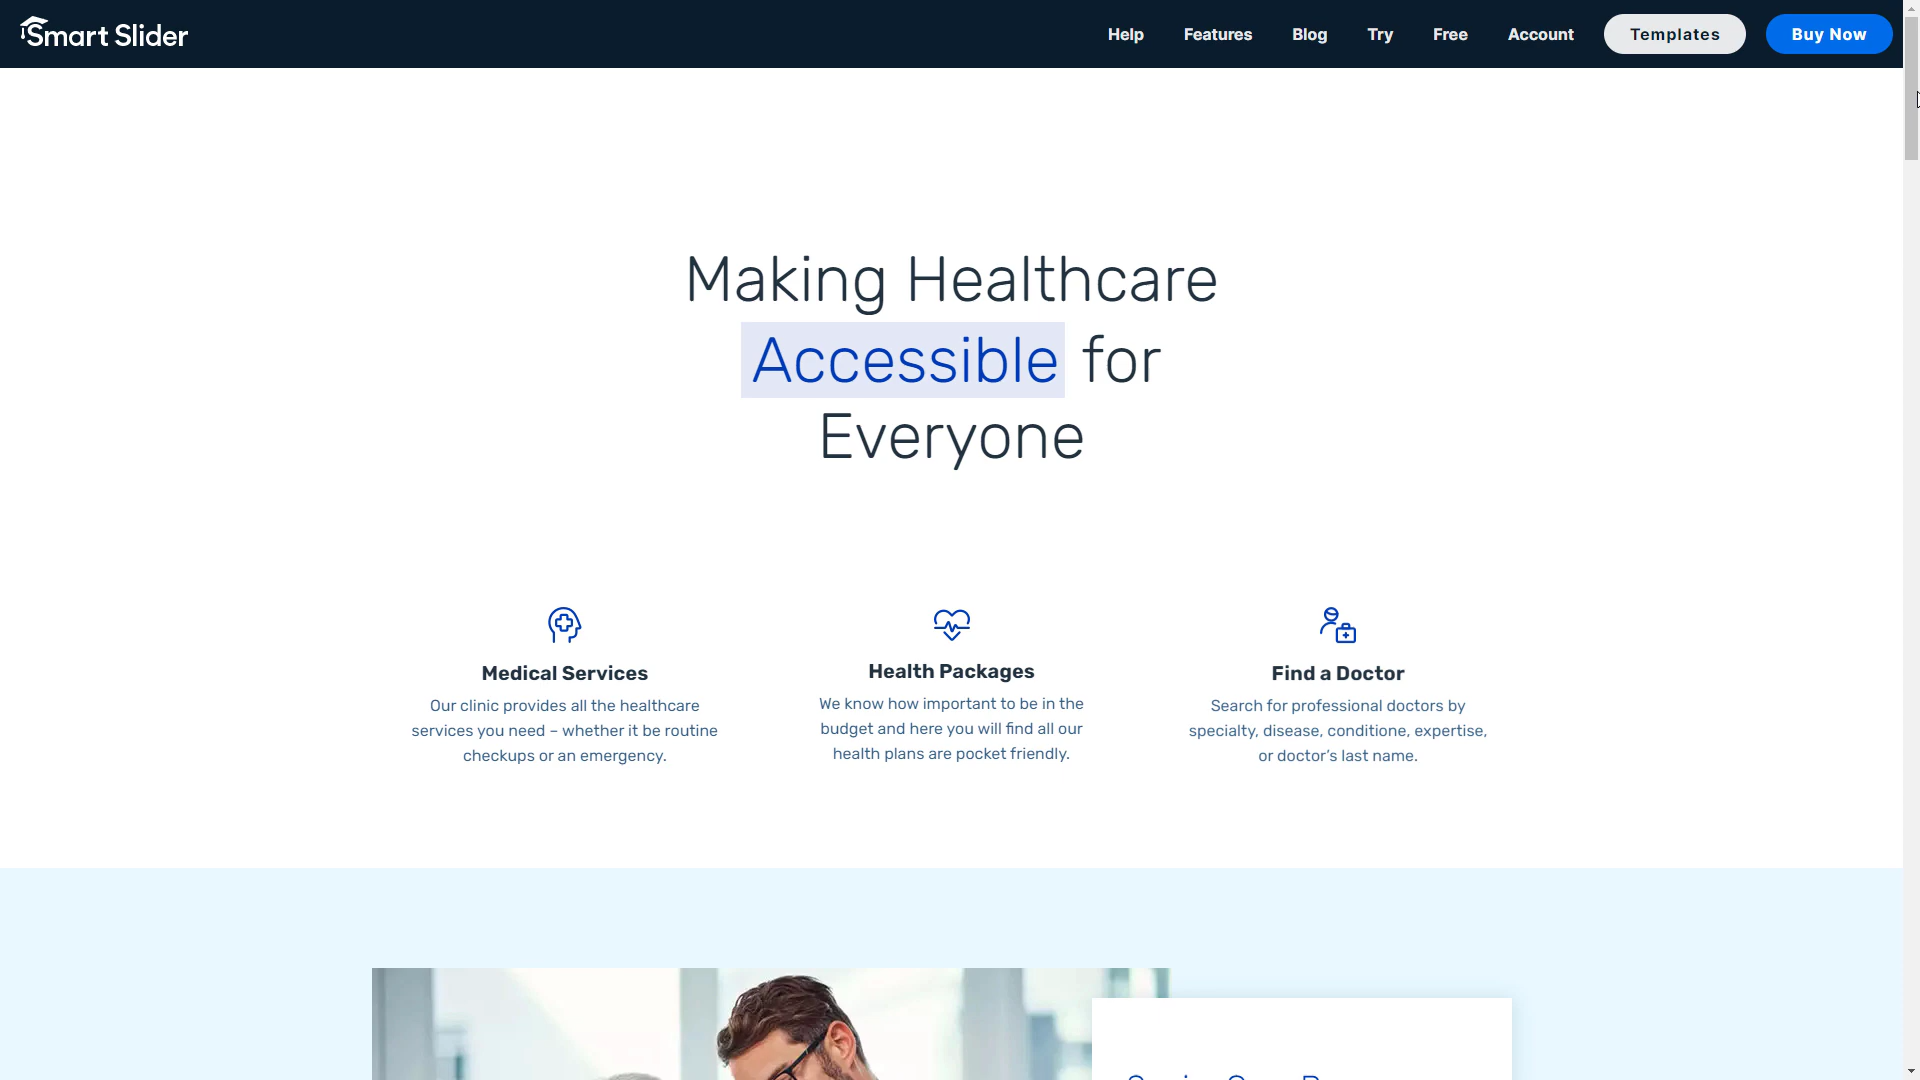 Smart Slider
Help Features Blog Try Free Account Templates Buy Now
Making Healthcare
Accessible for
Everyone
Medical Services
Our clinic provides all the healthcare
services you need – whether it be routine
checkups or an emergency.
Health Packages
We know how important to be in the
budget and here you will find all our
health plans are pocket friendly.
Find a Doctor
Search for professional doctors by
specialty, disease, conditione, expertise,
or doctor's last name.